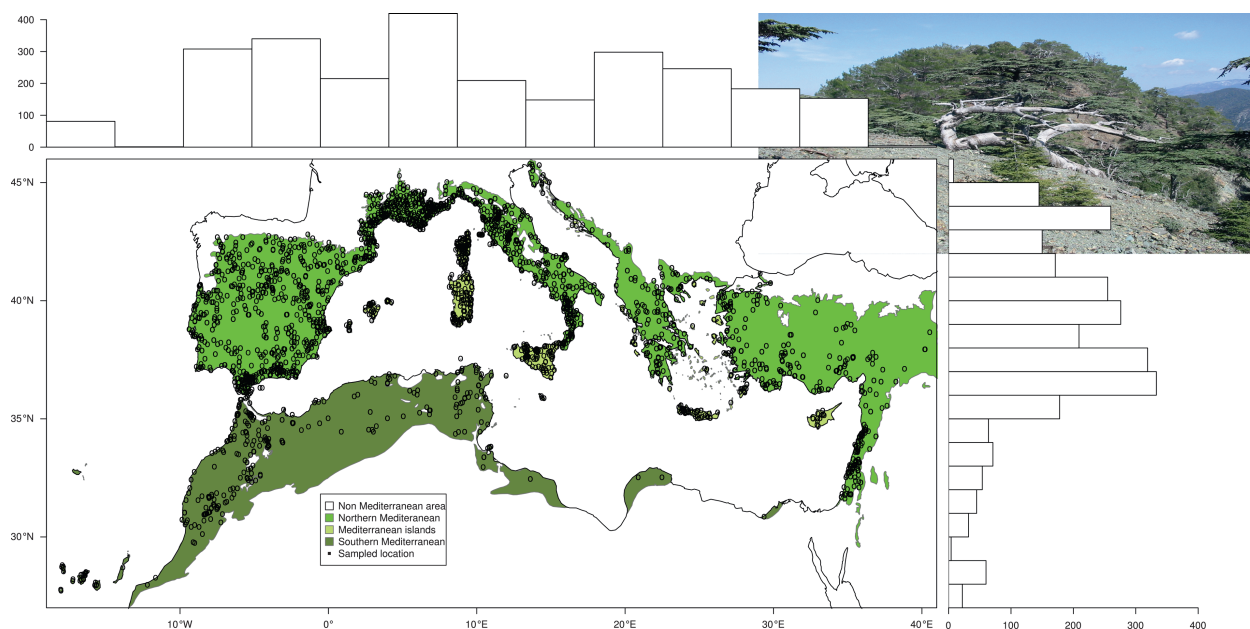 400
300
200
100
0
45°N
40°N
35°N
30°N
Non Mediterranean area
Northern Mediterranean
Mediterranean islands
Southern Mediterranean
Sampled location
10°W 0° 10°E 20°E 30°E 40°E
0 100 200 300 400